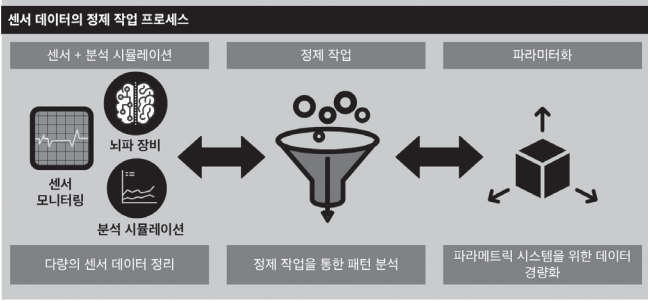 센서 데이터의 정제 작업 프로세스
센서 + 분석 시뮬레이션
정제 작업
파라미터화
뇌파 장비
센서
모니터링
분석 시뮬레이션
다량의 센서 데이터 정리
정제 작업을 통한 패턴 분석
파라메트릭 시스템을 위한 데이터
경량화